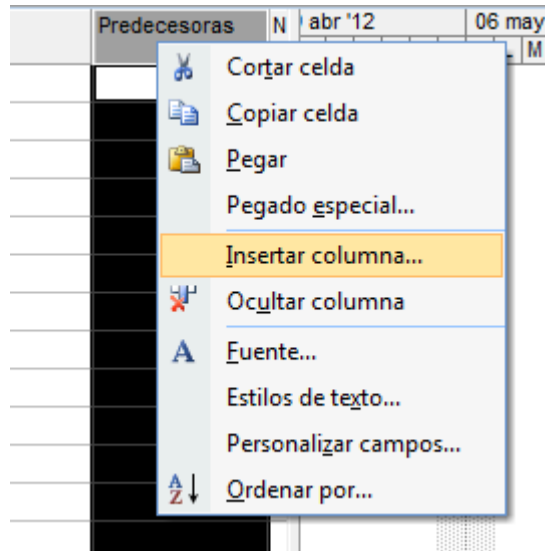 Predecesoras N abr '12 06 may
M
Cortar celda
Copiar celda
Pegar
Pegado especial...
Insertar columna...
Ocultar columna
Fuente...
Estilos de texto...
Personalizar campos...
Ordenar por...